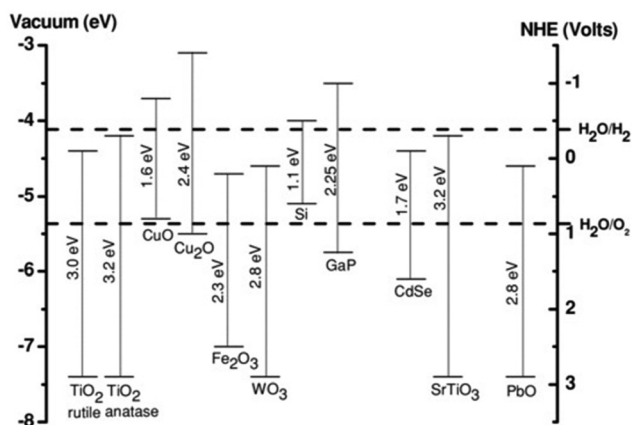 Vacuum (eV)
NHE (Volts)
-3
-4
-5
-6
-7
-8
-1
0
1
2
3
H₂O/H₂
H₂O/O₂
3.0 eV
TiO₂
rutile
3.2 eV
TiO₂
anatase
1.6 eV
CuO
2.4 eV
Cu₂O
2.3 eV
Fe₂O₃
2.8 eV
WO₃
1.1 eV
Si
2.25 eV
GaP
1.7 eV
CdSe
3.2 eV
SrTiO₃
2.8 eV
PbO